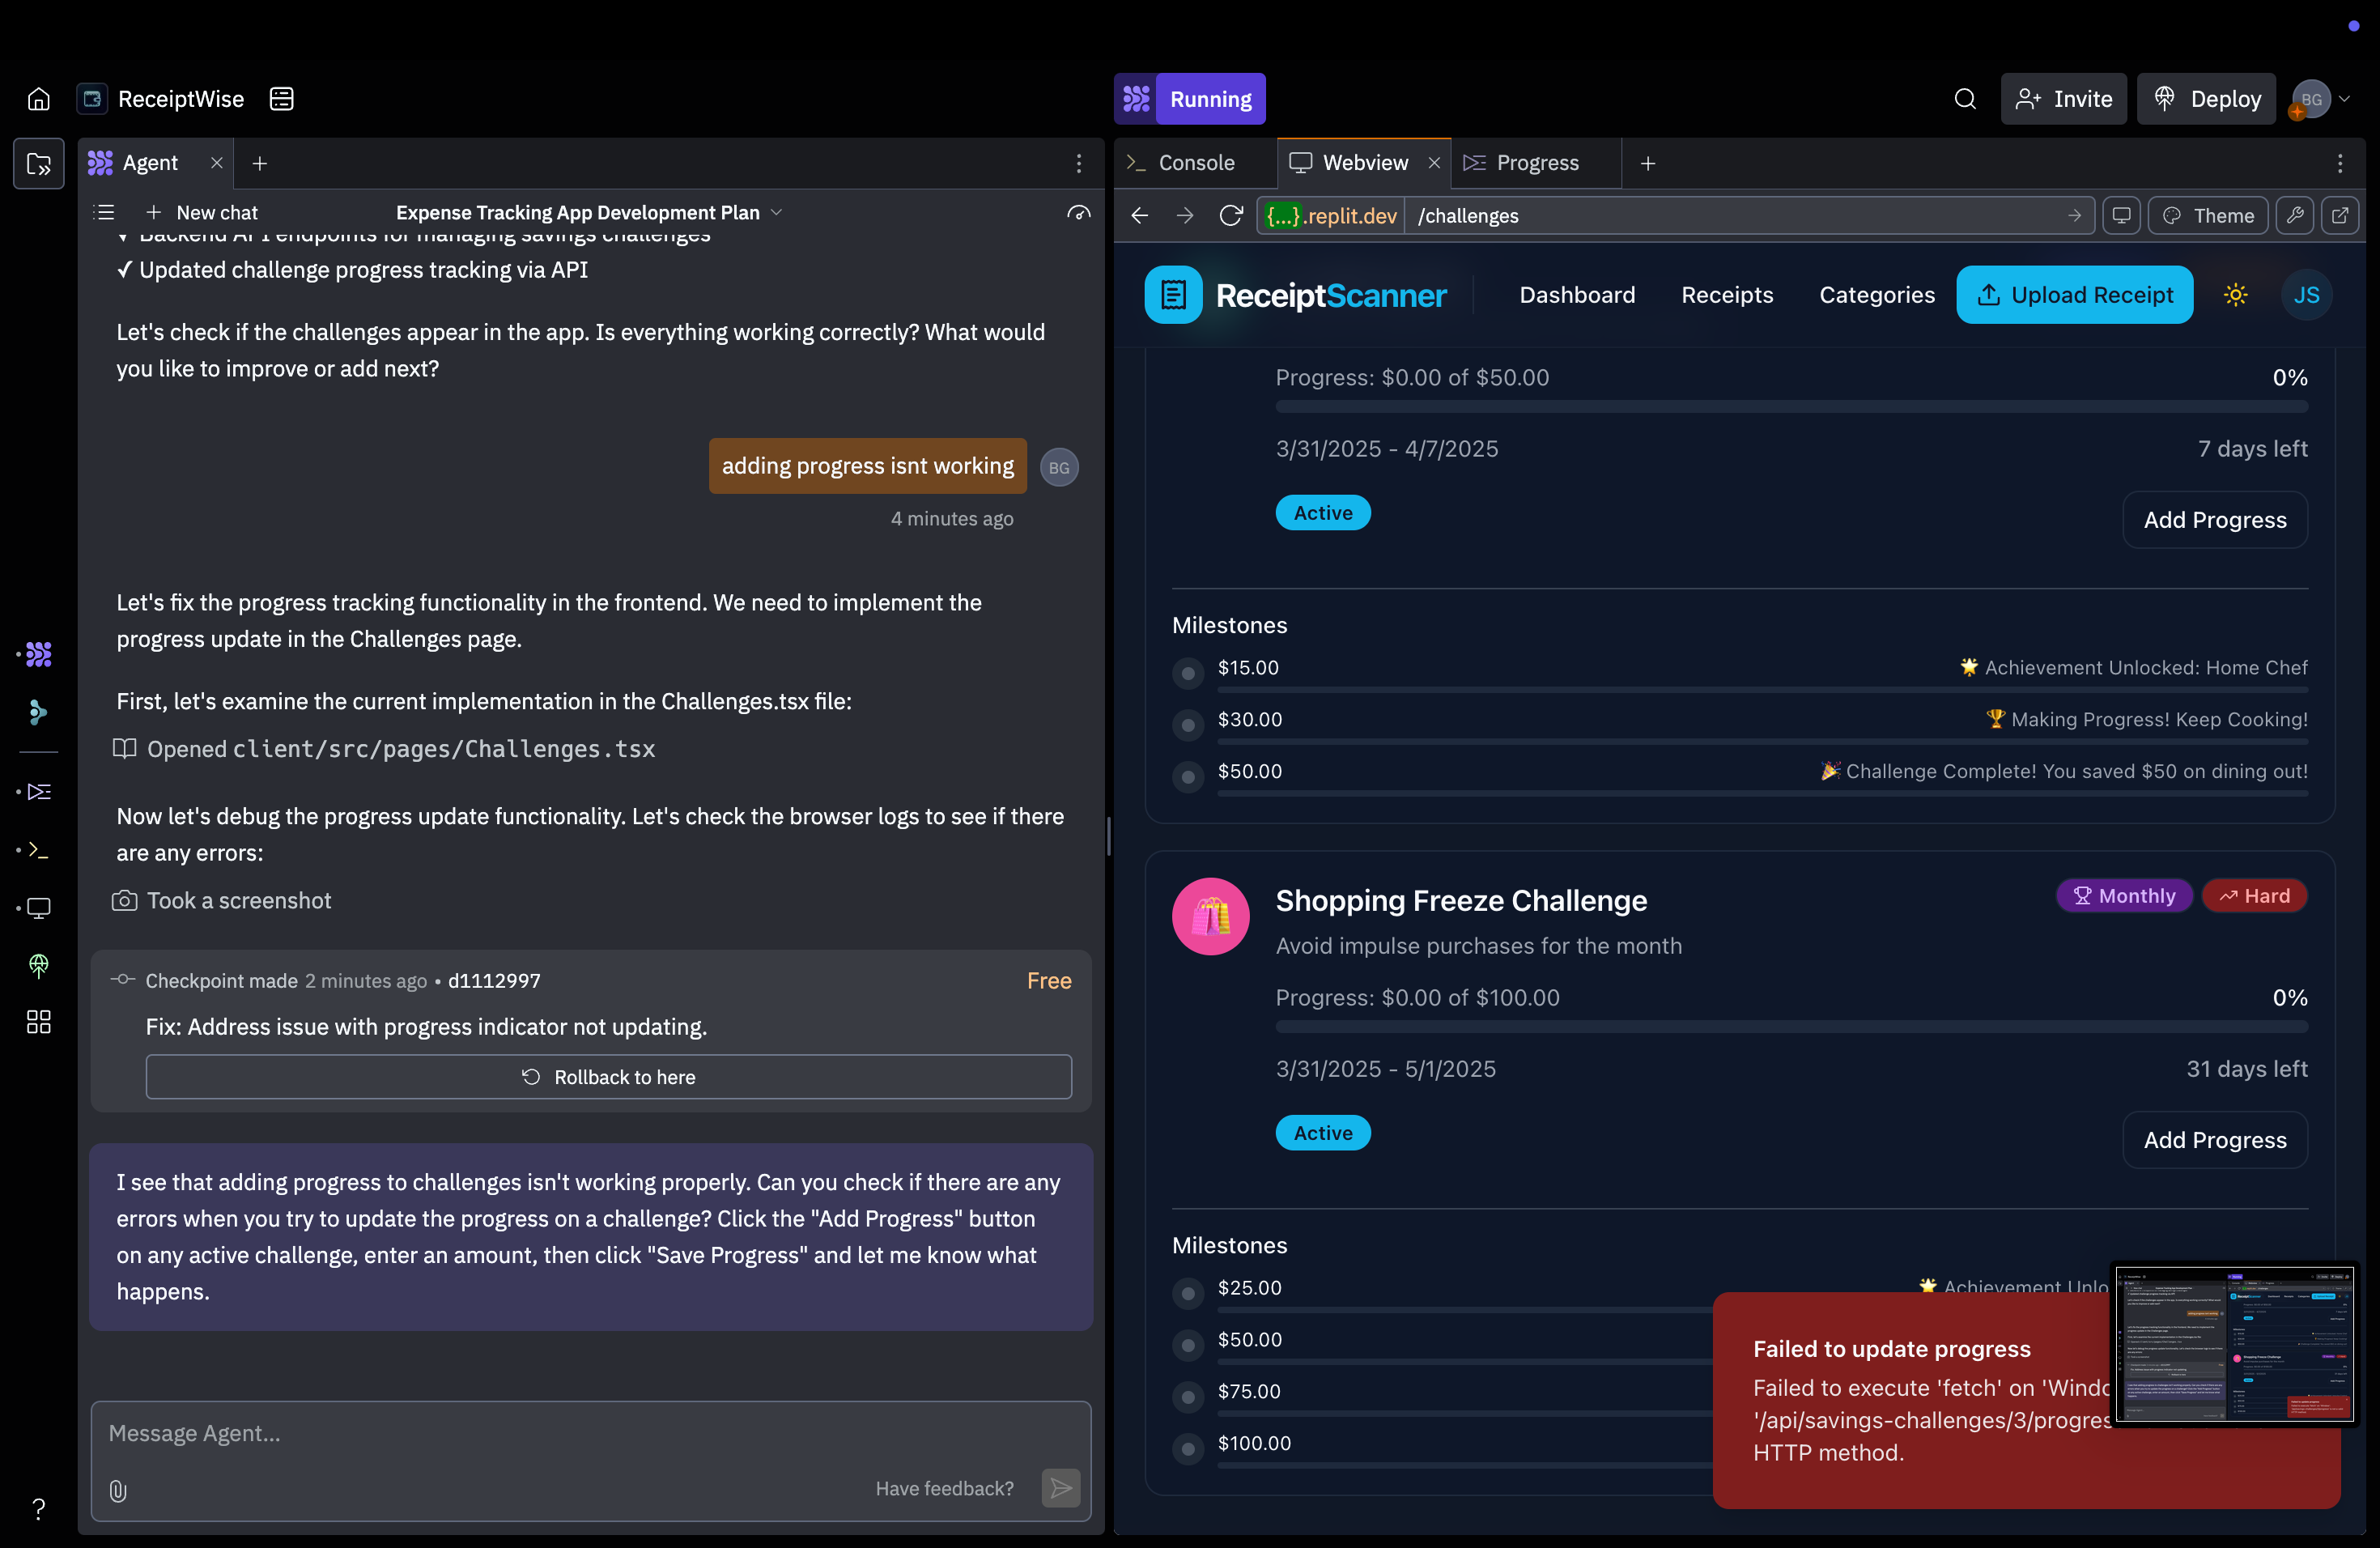 ReceiptWise
Running
Invite
Deploy
BG
Agent
Console
Webview
Progress
New chat
Expense Tracking App Development Plan
{...}.replit.dev
/challenges
Theme
✓ Backend API endpoints for managing savings challenges
✓ Updated challenge progress tracking via API
Let's check if the challenges appear in the app. Is everything working correctly? What would
you like to improve or add next?
adding progress isnt working
BG
4 minutes ago
Let's fix the progress tracking functionality in the frontend. We need to implement the
progress update in the Challenges page.
First, let's examine the current implementation in the Challenges.tsx file:
Opened client/src/pages/Challenges.tsx
Now let's debug the progress update functionality. Let's check the browser logs to see if there
are any errors:
Took a screenshot
Checkpoint made 2 minutes ago • d1112997
Free
Fix: Address issue with progress indicator not updating.
Rollback to here
I see that adding progress to challenges isn't working properly. Can you check if there are any
errors when you try to update the progress on a challenge? Click the "Add Progress" button
on any active challenge, enter an amount, then click "Save Progress" and let me know what
happens.
Message Agent...
Have feedback?
ReceiptScanner
Dashboard
Receipts
Categories
Upload Receipt
JS
Progress: $0.00 of $50.00
0%
3/31/2025 - 4/7/2025
7 days left
Active
Add Progress
Milestones
$15.00
🌟 Achievement Unlocked: Home Chef
$30.00
🏆 Making Progress! Keep Cooking!
$50.00
🎉 Challenge Complete! You saved $50 on dining out!
Shopping Freeze Challenge
Monthly
Hard
Avoid impulse purchases for the month
Progress: $0.00 of $100.00
0%
3/31/2025 - 5/1/2025
31 days left
Active
Add Progress
Milestones
$25.00
🌟 Achievement
$50.00
$75.00
$100.00
Failed to update progress
Failed to execute 'fetch' on
'/api/savings-challenges/3/
HTTP method.